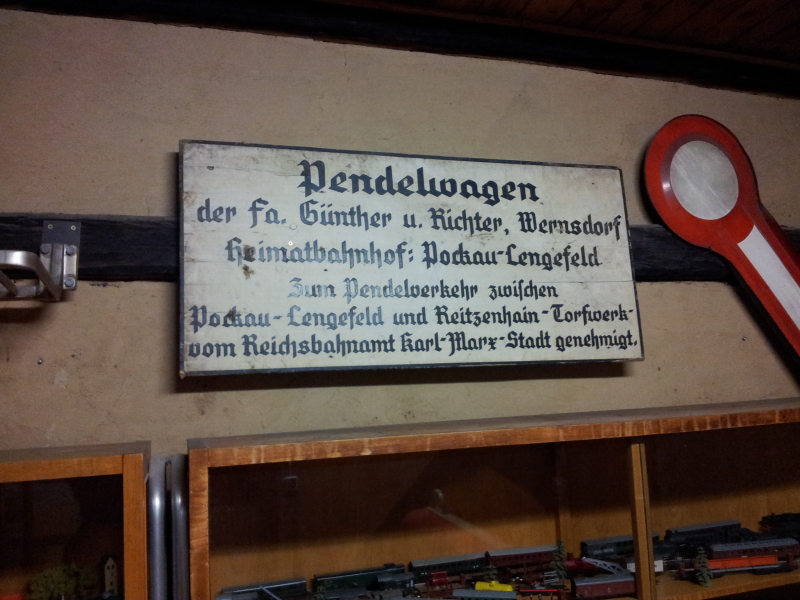 Pendelwagen
der Fa. Günther u. Richter, Wernsdorf
Heimatbahnhof: Pockau-Lengefeld
Zum Pendelverkehr zwischen
Pockau-Lengefeld und Reitzenhain-Torfwerk-
vom Reichsbahnamt Karl-Marx-Stadt genehmigt.